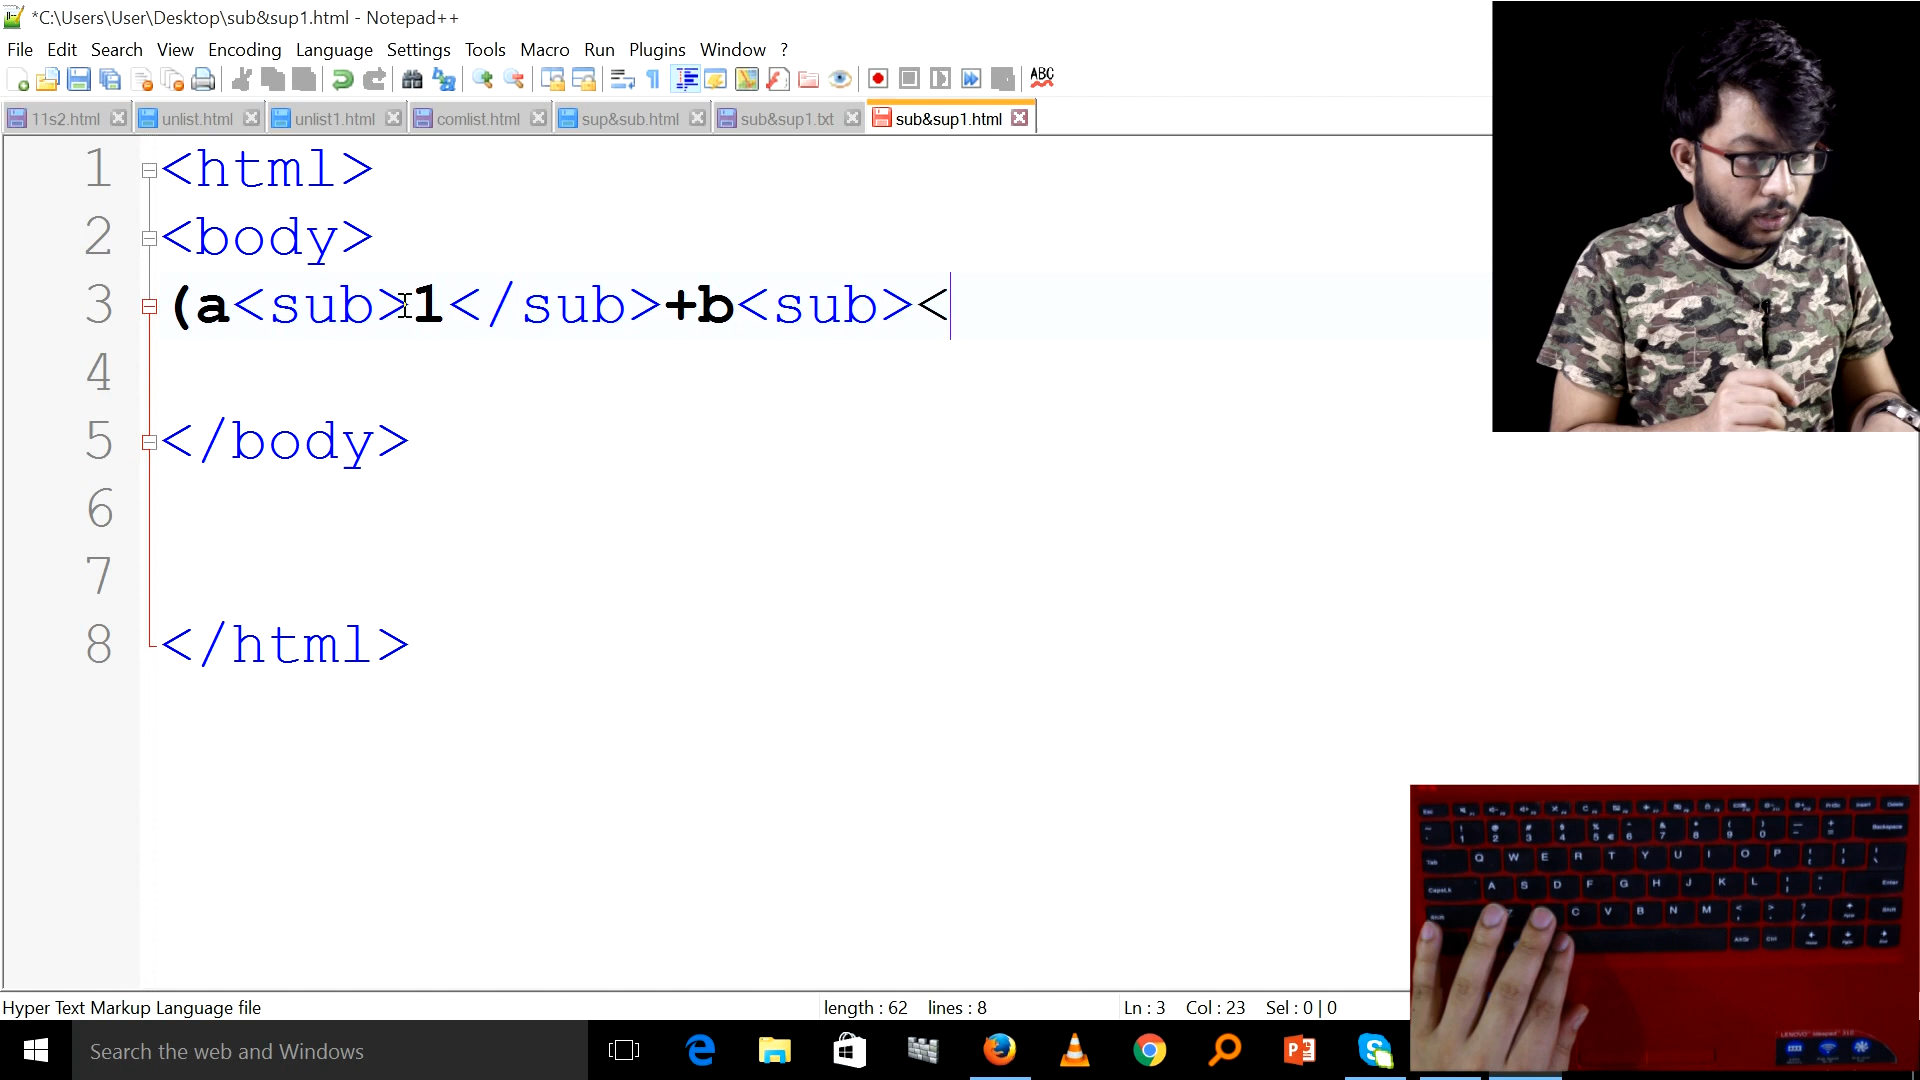 *C:\Users\User\Desktop\sub&sup1.html - Notepad++
File Edit Search View Encoding Language Settings Tools Macro Run Plugins Window ?
ABC
11s2.html unlist.html unlist1.html comlist.html sup&sub.html sub&sup1.txt sub&sup1.html
1 <html>
2 <body>
3 (a<sub>1</sub>+b<sub><
4
5 </body>
6
7
8 </html>
Hyper Text Markup Language file length : 62 lines : 8 Ln : 3 Col : 23 Sel : 0 | 0
Search the web and Windows
Q W E R T Y U I O P
A S D F G H J K L
C V B N M